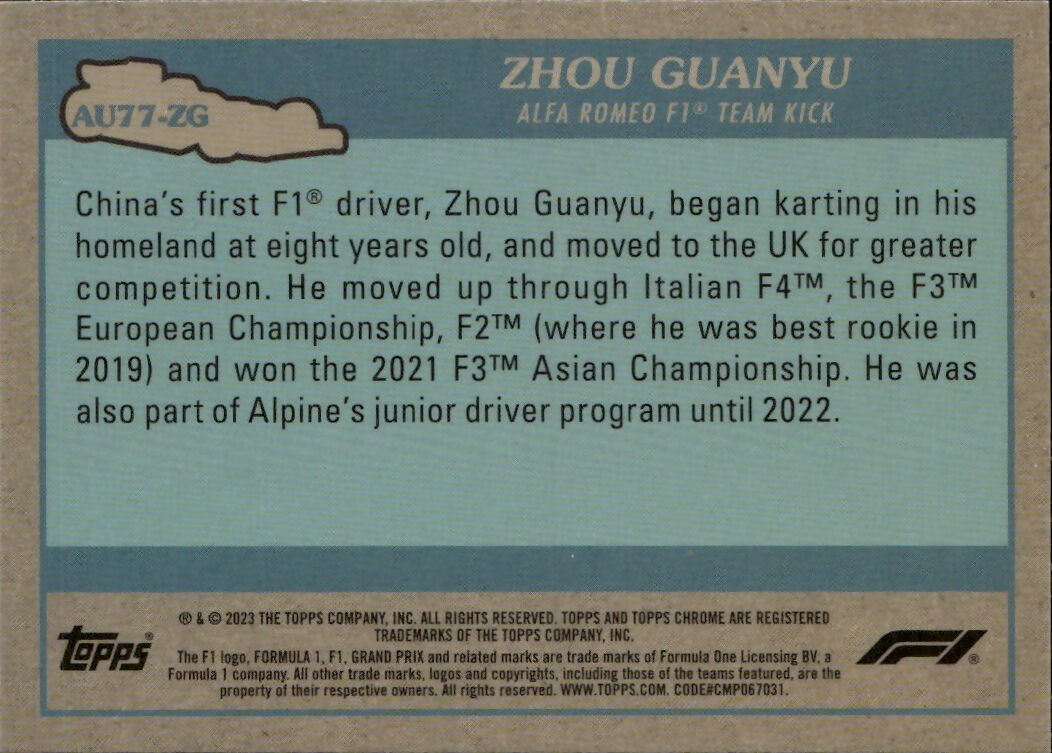 AU77-ZG
ZHOU GUANYU
ALFA ROMEO F1® TEAM KICK
China's first F1® driver, Zhou Guanyu, began karting in his
homeland at eight years old, and moved to the UK for greater
competition. He moved up through Italian F4™, the F3™
European Championship, F2™ (where he was best rookie in
2019) and won the 2021 F3™ Asian Championship. He was
also part of Alpine's junior driver program until 2022.
® & © 2023 THE TOPPS COMPANY, INC. ALL RIGHTS RESERVED. TOPPS AND TOPPS CHROME ARE REGISTERED
TRADEMARKS OF THE TOPPS COMPANY, INC.
The F1 logo, FORMULA 1, F1, GRAND PRIX and related marks are trade marks of Formula One Licensing BV, a
Formula 1 company. All other trade marks, logos and copyrights, including those of the teams featured, are the
property of their respective owners. All rights reserved. WWW.TOPPS.COM. CODE#CMP067031.
topps®
F1®